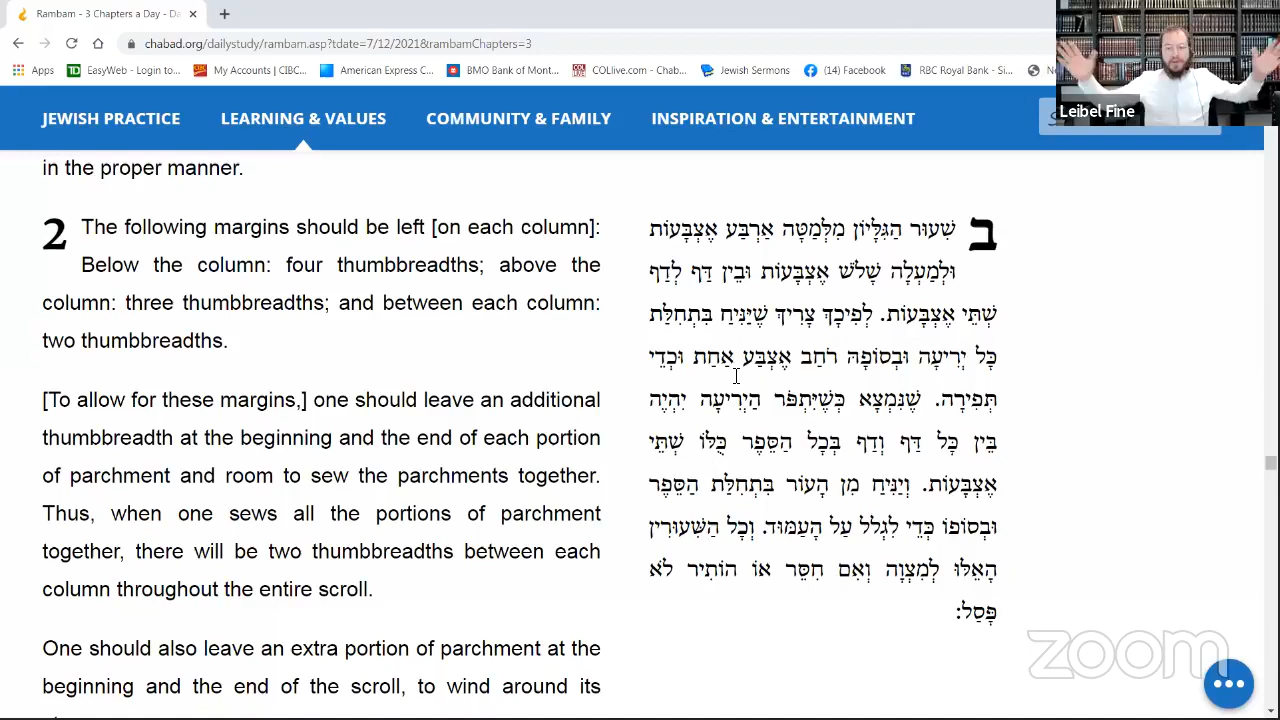 Rambam - 3 Chapters a Day - Da
chabad.org/dailystudy/rambam.asp?tdate=7/12/2021&rambamChapters=3
Apps EasyWeb - Login to... My Accounts | CIBC... American Express C... BMO Bank of Mont... COLlive.com - Chab... Jewish Sermons (14) Facebook RBC Royal Bank - Si...
Leibel Fine
JEWISH PRACTICE LEARNING & VALUES COMMUNITY & FAMILY INSPIRATION & ENTERTAINMENT
in the proper manner.
2 The following margins should be left [on each column]:
Below the column: four thumbbreadths; above the
column: three thumbbreadths; and between each column:
two thumbbreadths.
[To allow for these margins,] one should leave an additional
thumbbreadth at the beginning and the end of each portion
of parchment and room to sew the parchments together.
Thus, when one sews all the portions of parchment
together, there will be two thumbbreadths between each
column throughout the entire scroll.
One should also leave an extra portion of parchment at the
beginning and the end of the scroll, to wind around its
ב שִׁעוּר הַגִּלָּיוֹן מִלְּמַטָּה אַרְבַּע אֶצְבָּעוֹת
וּלְמַעְלָה שָׁלֹשׁ אֶצְבָּעוֹת וּבֵין דַּף לְדַף
שְׁתֵּי אֶצְבָּעוֹת. לְפִיכָךְ צָרִיךְ שֶׁיַּנִּיחַ בִּתְחִלַּת
כָּל יְרִיעָה וּבְסוֹפָהּ רֹחַב אֶצְבַּע אַחַת וּכְדֵי
תְּפִירָה. שֶׁנִּמְצָא כְּשֶׁיִּתְפֹּר הַיְרִיעָה יִהְיֶה
בֵּין כָּל דַּף וְדַף בְּכָל הַסֵּפֶר כֻּלּוֹ שְׁתֵּי
אֶצְבָּעוֹת. וְיַנִּיחַ מִן הָעוֹר בִּתְחִלַּת הַסֵּפֶר
וּבְסוֹפוֹ כְּדֵי לִגְלֹל עַל הָעַמּוּד. וְכָל הַשִּׁעוּרִין
הָאֵלּוּ לְמִצְוָה וְאִם חִסֵּר אוֹ הוֹתִיר לֹא
פָּסַל:
zoom